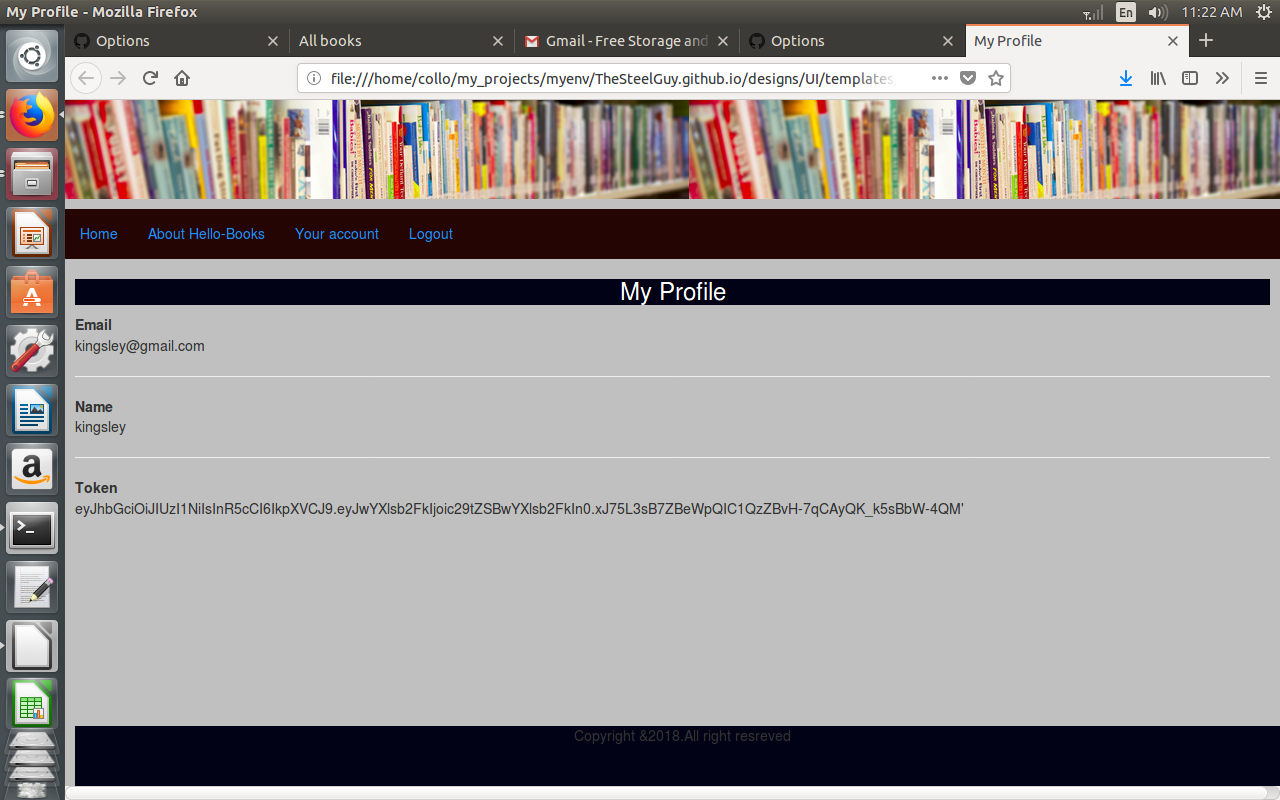 My Profile - Mozilla Firefox
En
11:22 AM
Options
All books
Gmail - Free Storage and
Options
My Profile
file:///home/collo/my_projects/myenv/TheSteelGuy.github.io/designs/UI/templates
Home
About Hello-Books
Your account
Logout
My Profile
Email
kingsley@gmail.com
Name
kingsley
Token
eyJhbGciOiJIUzI1NiIsInR5cCI6IkpXVCJ9.eyJwYXlsb2FkIjoic29tZSBwYXlsb2FkIn0.xJ75L3sB7ZBeWpQIC1QzZBvH-7qCAyQK_k5sBbW-4QM'
Copyright &2018.All right resreved